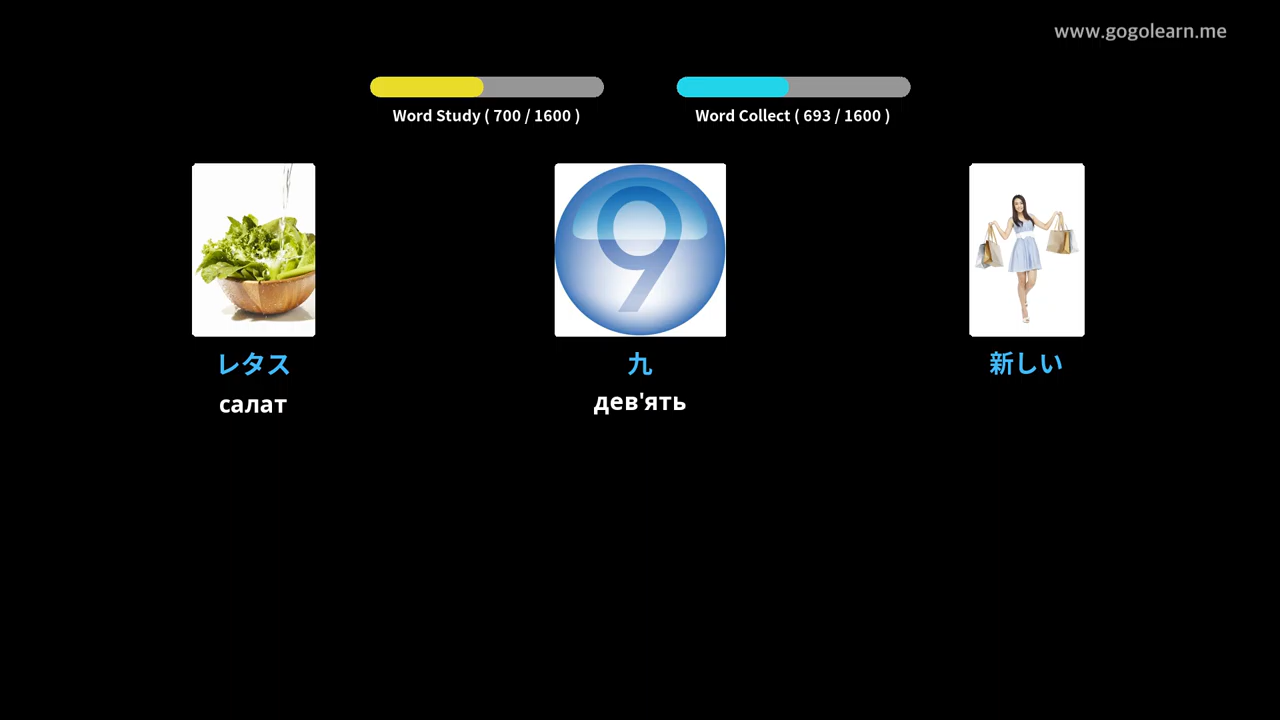 www.gogolearn.me
Word Study ( 700 / 1600 )
Word Collect ( 693 / 1600 )
9
レタス
九
新しい
салат
дев'ять